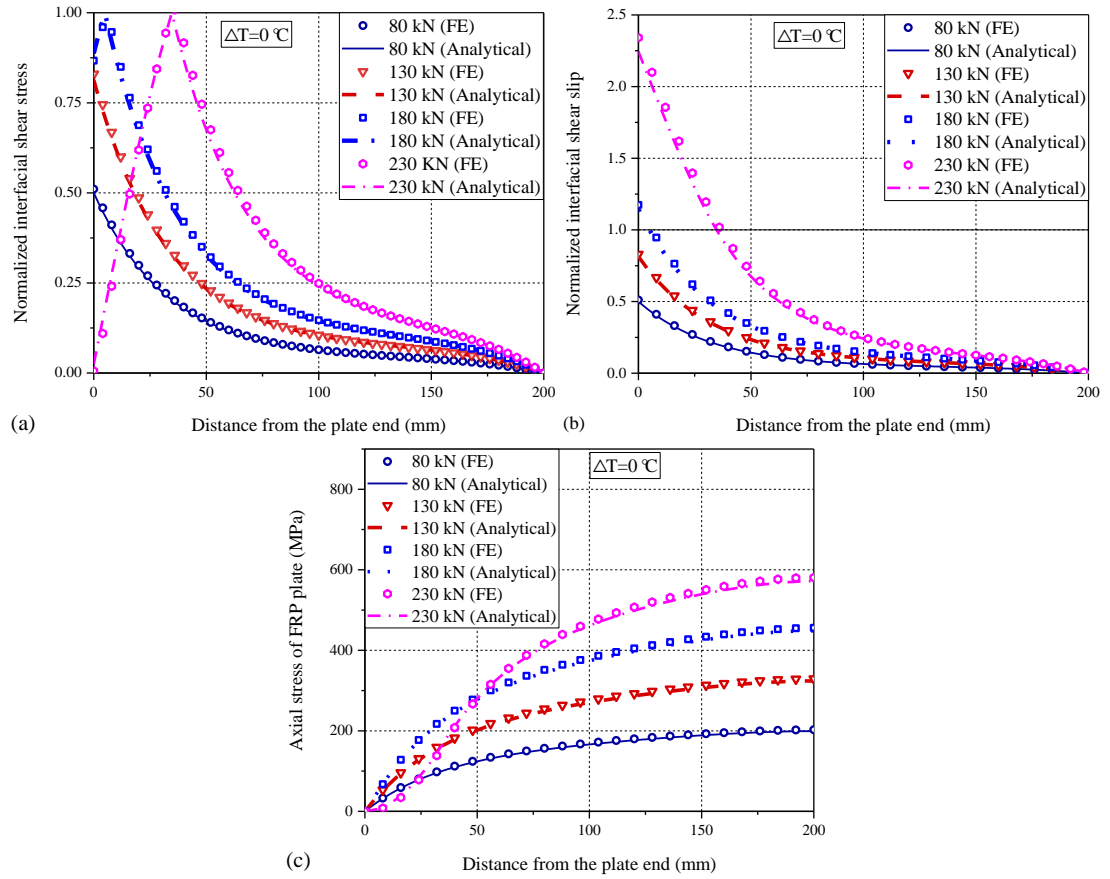 Normalized interfacial shear stress
1.00
0.75
0.50
0.25
0.00
0
50
100
150
200
Distance from the plate end (mm)
△T=0 ℃
80 kN (FE)
80 kN (Analytical)
130 kN (FE)
130 kN (Analytical)
180 kN (FE)
180 kN (Analytical)
230 KN (FE)
230 kN (Analytical)
(a)
Normalized interfacial shear slip
2.5
2.0
1.5
1.0
0.5
0.0
0
50
100
150
200
Distance from the plate end (mm)
△T=0 ℃
80 kN (FE)
80 kN (Analytical)
130 kN (FE)
130 kN (Analytical)
180 kN (FE)
180 kN (Analytical)
230 kN (FE)
230 kN (Analytical)
(b)
Axial stress of FRP plate (MPa)
800
600
400
200
0
0
50
100
150
200
Distance from the plate end (mm)
80 kN (FE)
80 kN (Analytical)
130 kN (FE)
130 kN (Analytical)
180 kN (FE)
180 kN (Analytical)
230 kN (FE)
230 kN (Analytical)
△T=0 ℃
(c)